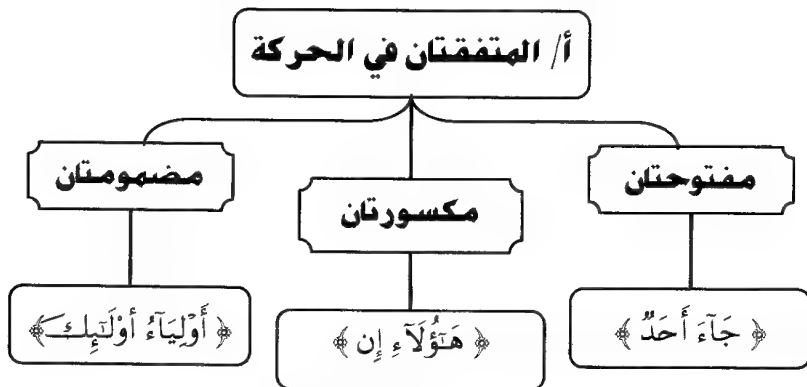 أ/ المتفقتان في الحركة
مفتوحتان
مكسورتان
مضمومتان
﴿ جَآءَ أَحَدٌ ﴾
﴿ هَٰٓؤُلَآءِ إِن ﴾
﴿ أَوْلِيَآءُ أُوْلَٰٓئِكَ ﴾